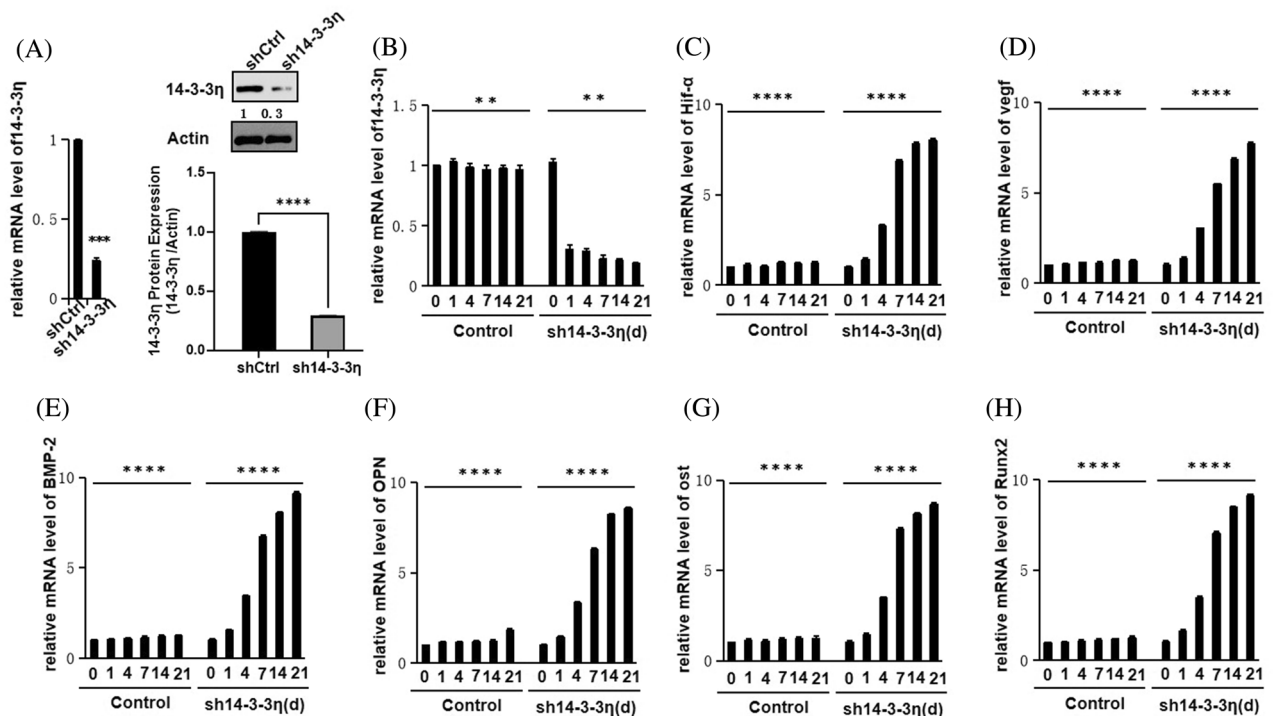 (A)
shCtrl
sh14-3-3η
14-3-3η
1 0.3
Actin
relative mRNA level of14-3-3η
1
0.5
0
***
shCtrl
sh14-3-3η
14-3-3η Protein Expression
(14-3-3η /Actin)
1.5
1.0
0.5
0.0
****
shCtrl sh14-3-3η
(B)
relative mRNA level of14-3-3η
1.5
1
0.5
0
** **
0 1 4 7 14 21 0 1 4 7 14 21
Control sh14-3-3η(d)
(C)
relative mRNA level of Hif-α
10
5
0
**** ****
0 1 4 7 14 21 0 1 4 7 14 21
Control sh14-3-3η(d)
(D)
relative mRNA level of vegf
10
5
0
**** ****
0 1 4 7 14 21 0 1 4 7 14 21
Control sh14-3-3η(d)
(E)
relative mRNA level of BMP-2
10
5
0
**** ****
0 1 4 7 14 21 0 1 4 7 14 21
Control sh14-3-3η(d)
(F)
relative mRNA level of OPN
10
5
0
**** ****
0 1 4 7 14 21 0 1 4 7 14 21
Control sh14-3-3η(d)
(G)
relative mRNA level of ost
10
5
0
**** ****
0 1 4 7 14 21 0 1 4 7 14 21
Control sh14-3-3η(d)
(H)
relative mRNA level of Runx2
10
5
0
**** ****
0 1 4 7 14 21 0 1 4 7 14 21
Control sh14-3-3η(d)